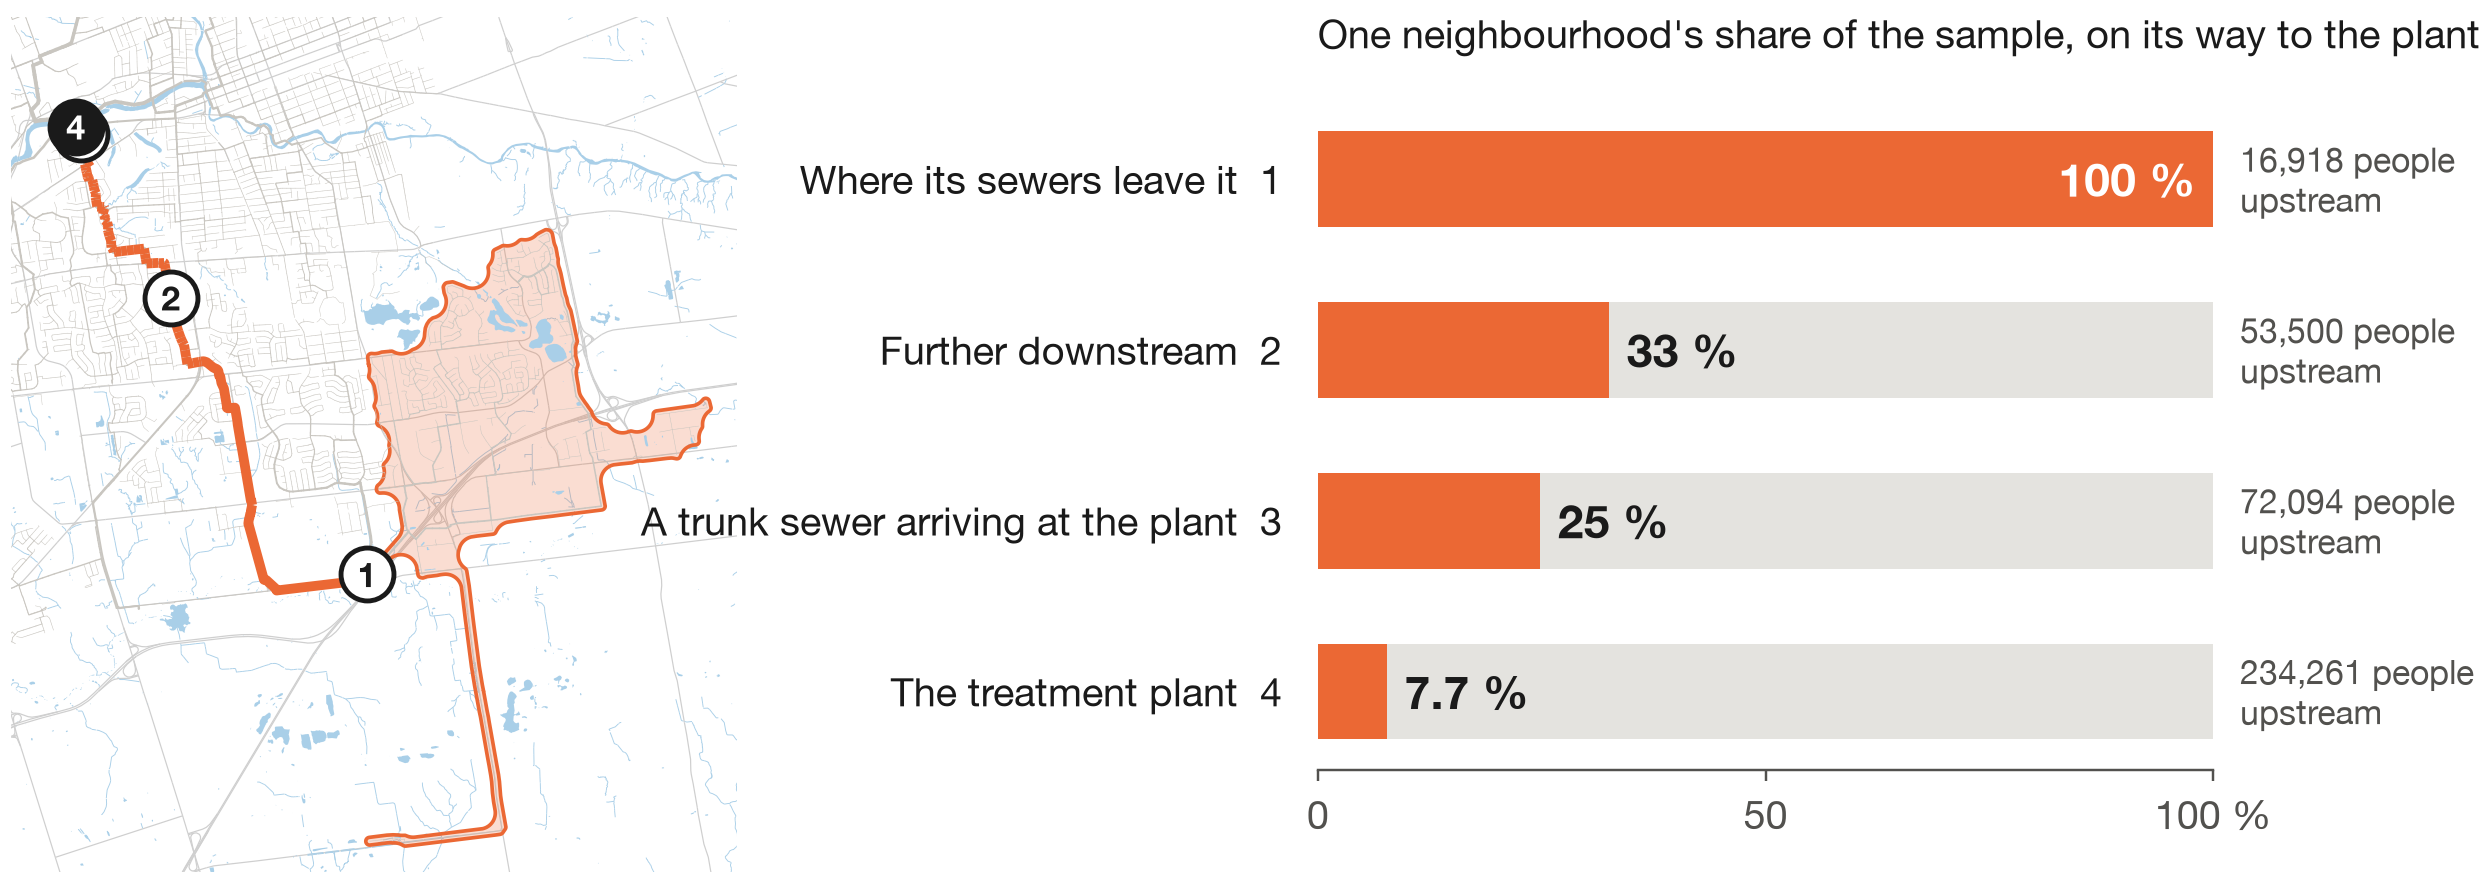 One neighbourhood's share of the sample, on its way to the plant
4
2
1
Where its sewers leave it 1
100 %
16,918 people
upstream
Further downstream 2
33 %
53,500 people
upstream
A trunk sewer arriving at the plant 3
25 %
72,094 people
upstream
The treatment plant 4
7.7 %
234,261 people
upstream
0
50
100 %